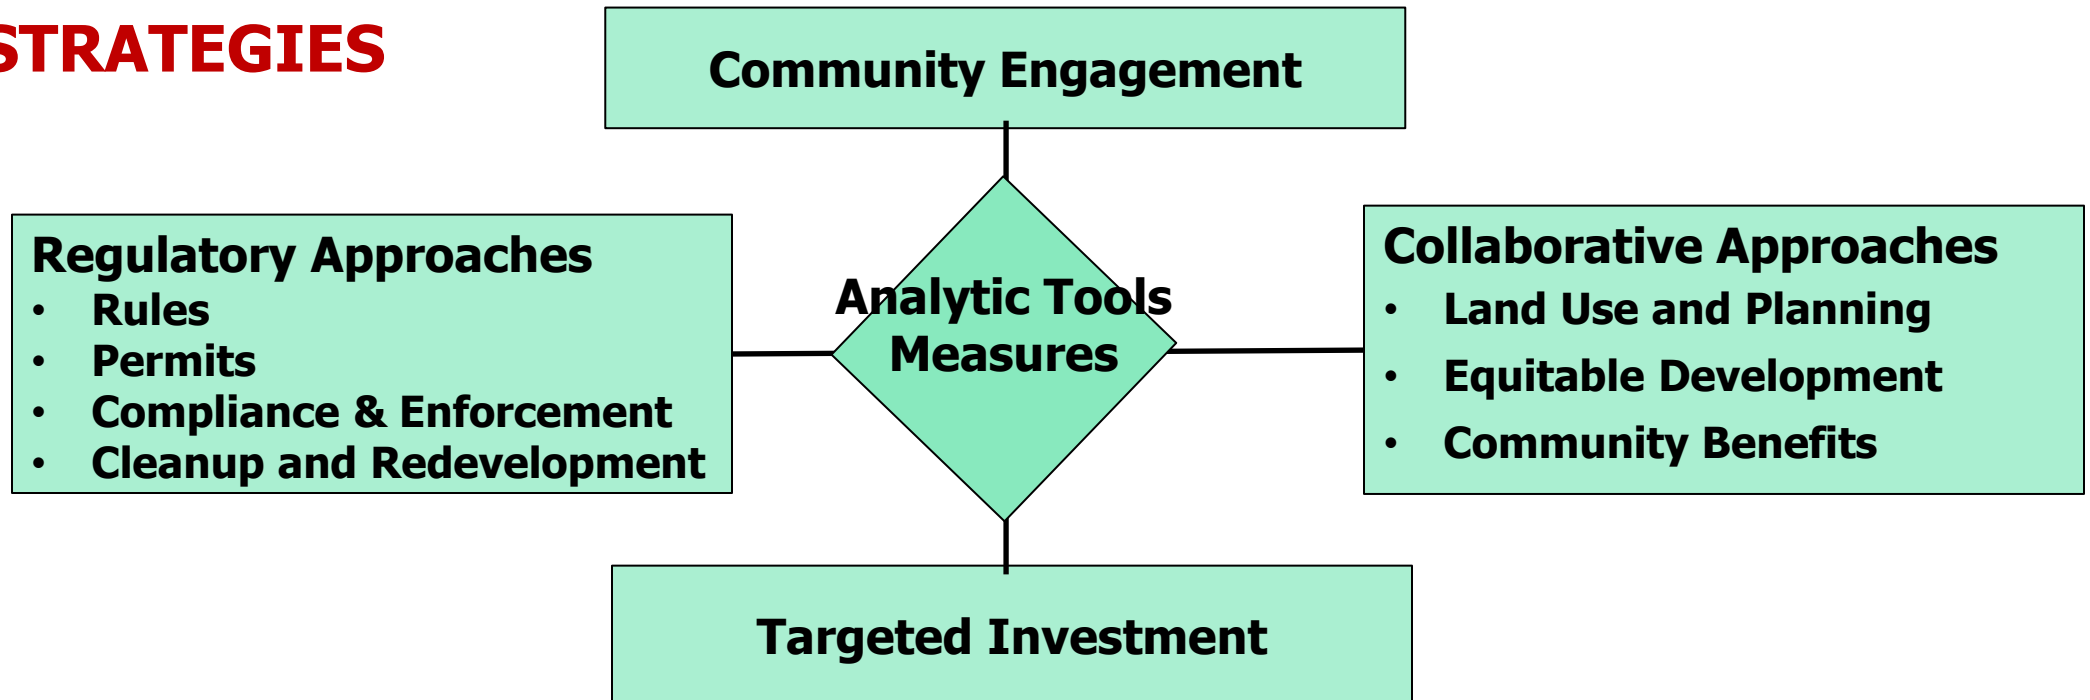 STRATEGIES
Community Engagement
Regulatory Approaches
• Rules
• Permits
• Compliance & Enforcement
• Cleanup and Redevelopment
Analytic Tools
Measures
Collaborative Approaches
• Land Use and Planning
• Equitable Development
• Community Benefits
Targeted Investment